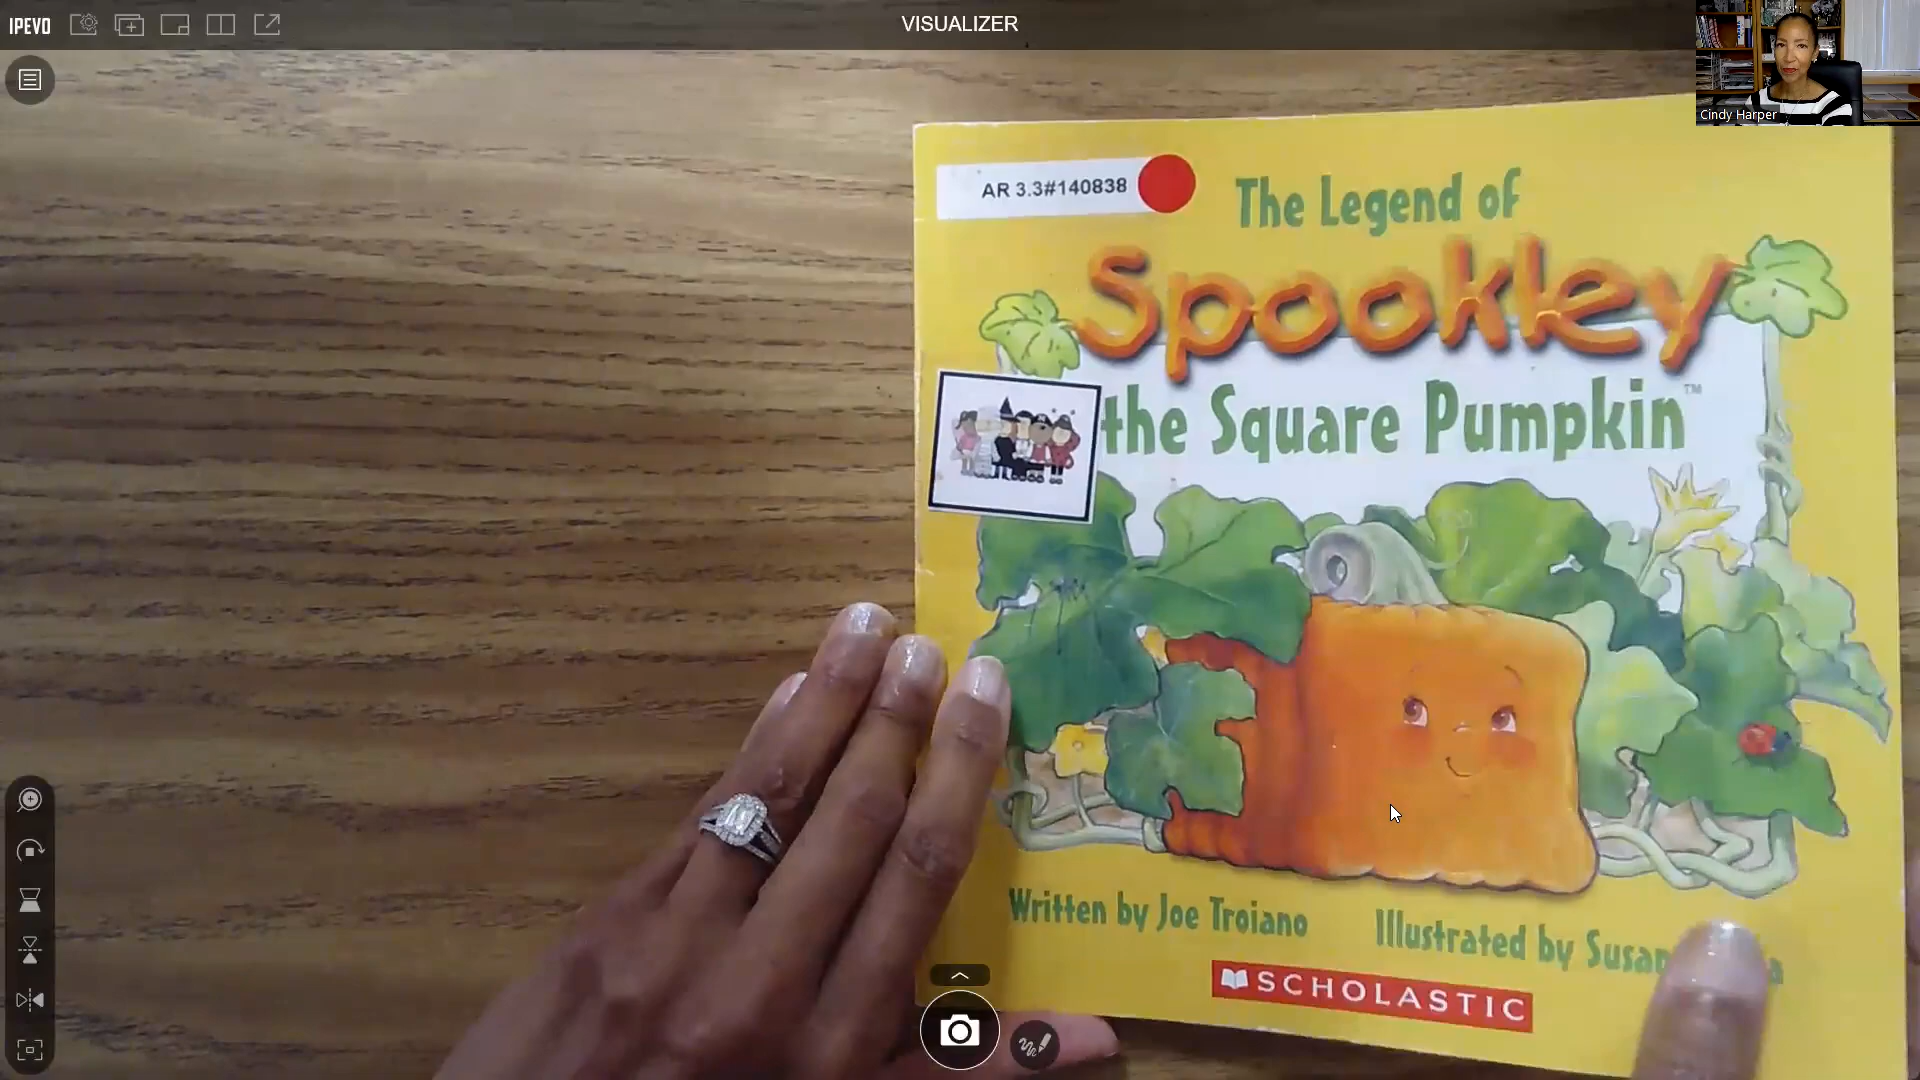 IPEVO
VISUALIZER
Cindy Harper
AR 3.3#140838
The Legend of
Spookley
the Square Pumpkin™
Written by Joe Troiano
Illustrated by
SCHOLASTIC